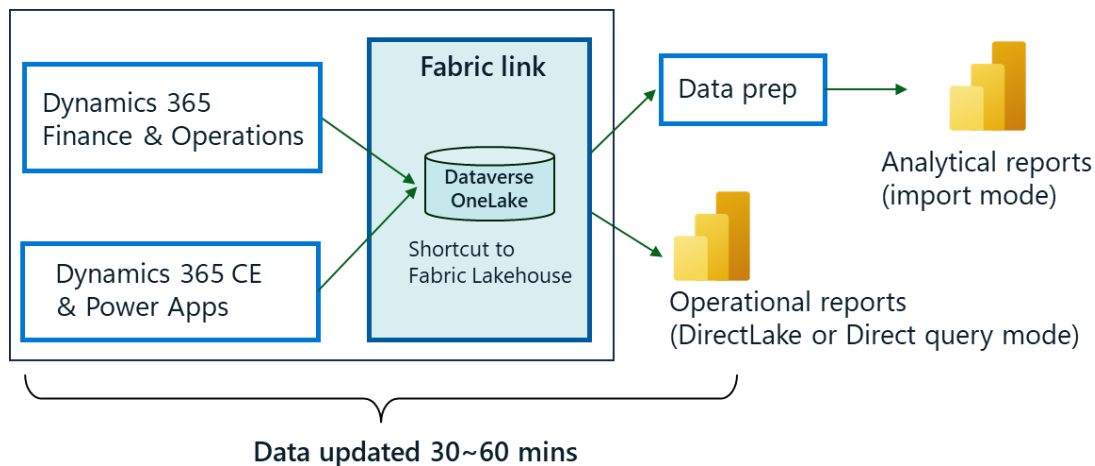 Fabric link
Dynamics 365
Finance & Operations
Dataverse
OneLake
Shortcut to
Fabric Lakehouse
Dynamics 365 CE
& Power Apps
Data prep
Analytical reports
(import mode)
Operational reports
(DirectLake or Direct query mode)
Data updated 30~60 mins